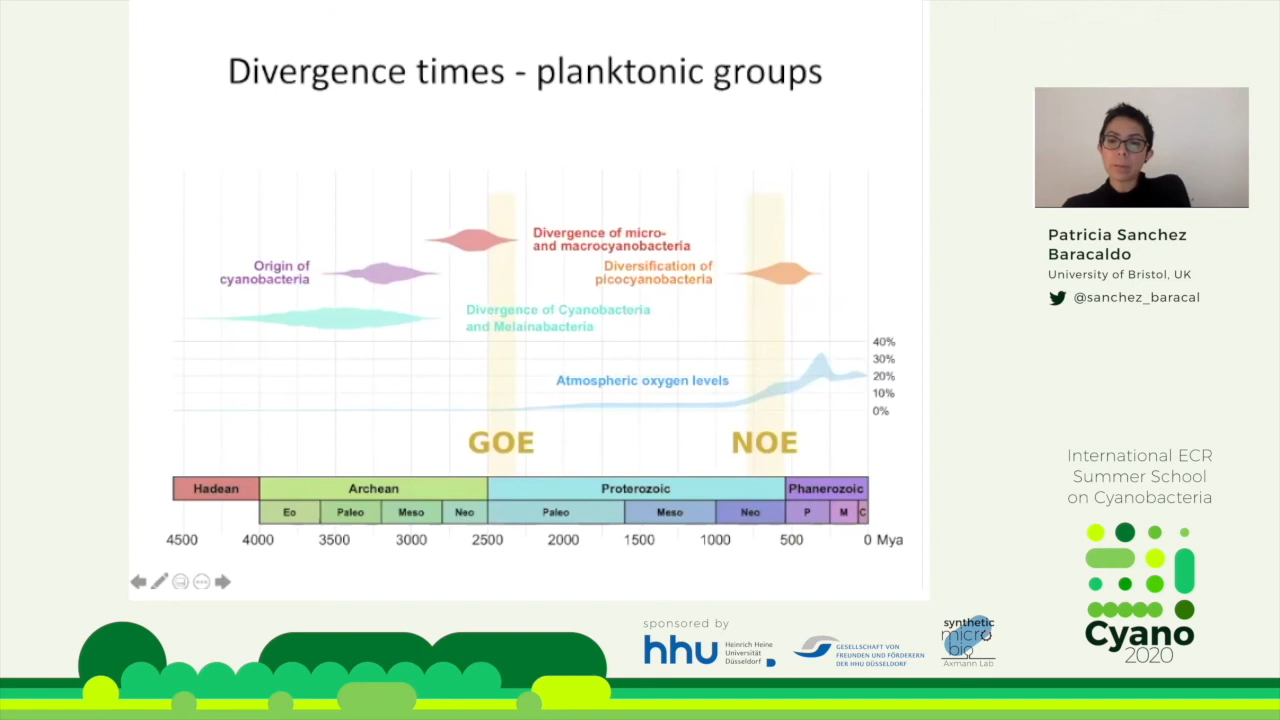 Divergence times - planktonic groups
Divergence of micro-
and macrocyanobacteria
Origin of
cyanobacteria
Diversification of
picocyanobacteria
Divergence of Cyanobacteria
and Melainabacteria
40%
30%
20%
10%
0%
Atmospheric oxygen levels
GOE
NOE
Hadean
Archean
Proterozoic
Phanerozoic
Eo
Paleo
Meso
Neo
Paleo
Meso
Neo
P
M
C
4500 4000 3500 3000 2500 2000 1500 1000 500 0 Mya
Patricia Sanchez
Baracaldo
University of Bristol, UK
@sanchez_baracal
International ECR
Summer School
on Cyanobacteria
Cyano
2020
sponsored by
hhu
Heinrich Heine
Universität
Düsseldorf
GESELLSCHAFT VON
FREUNDEN UND FÖRDERERN
DER HHU DÜSSELDORF
synthetic
micro
bio
Axmann Lab